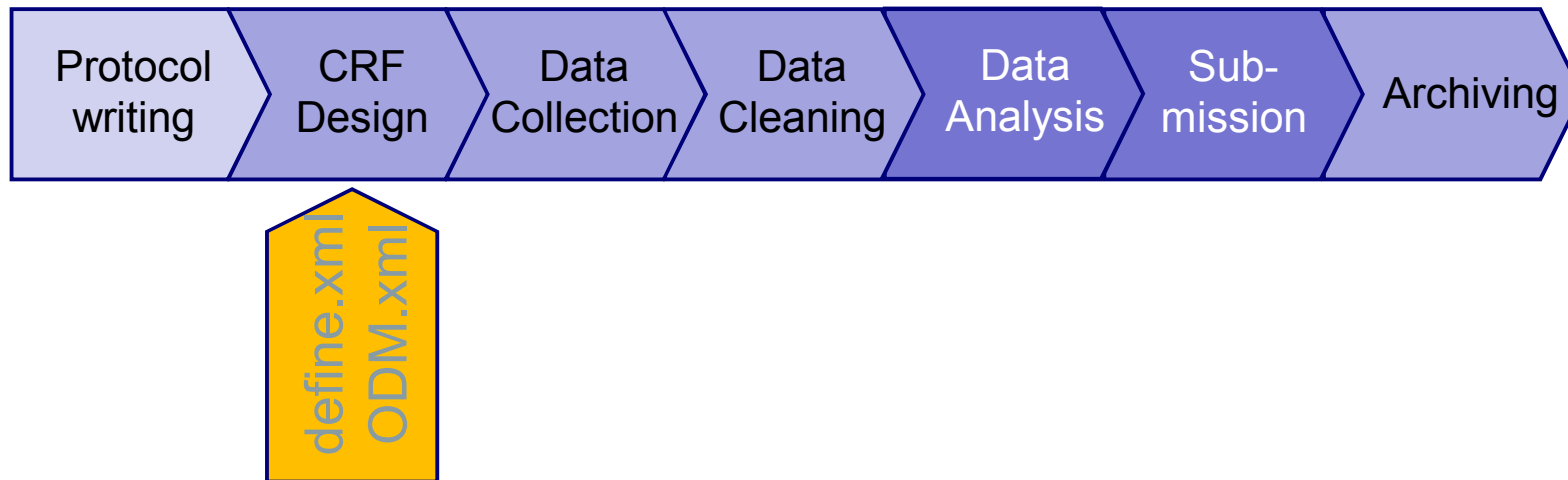 Protocol
writing
CRF
Design
Data
Collection
Data
Cleaning
Data
Analysis
Sub-
mission
Archiving
define.xml
ODM.xml